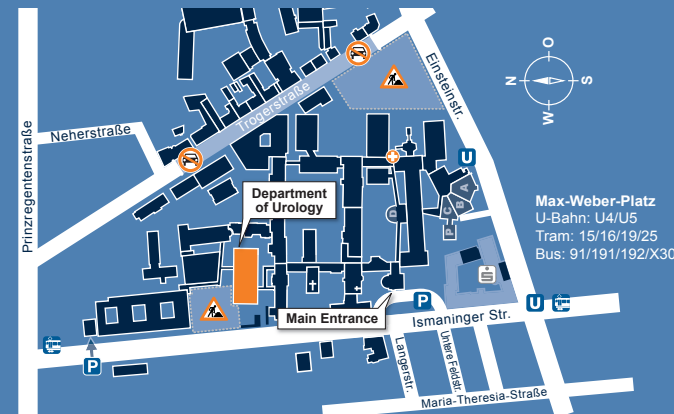 O
N
S
W
Einsteinstr.
Trogerstraße
Neherstraße
Prinzregentenstraße
U
Department
of Urology
A
B
C
P
D
Max-Weber-Platz
U-Bahn: U4/U5
Tram: 15/16/19/25
Bus: 91/191/192/X30
Main Entrance
P
U
Ismaninger Str.
P
Langerstr.
Untere Feldstr.
Maria-Theresia-Straße